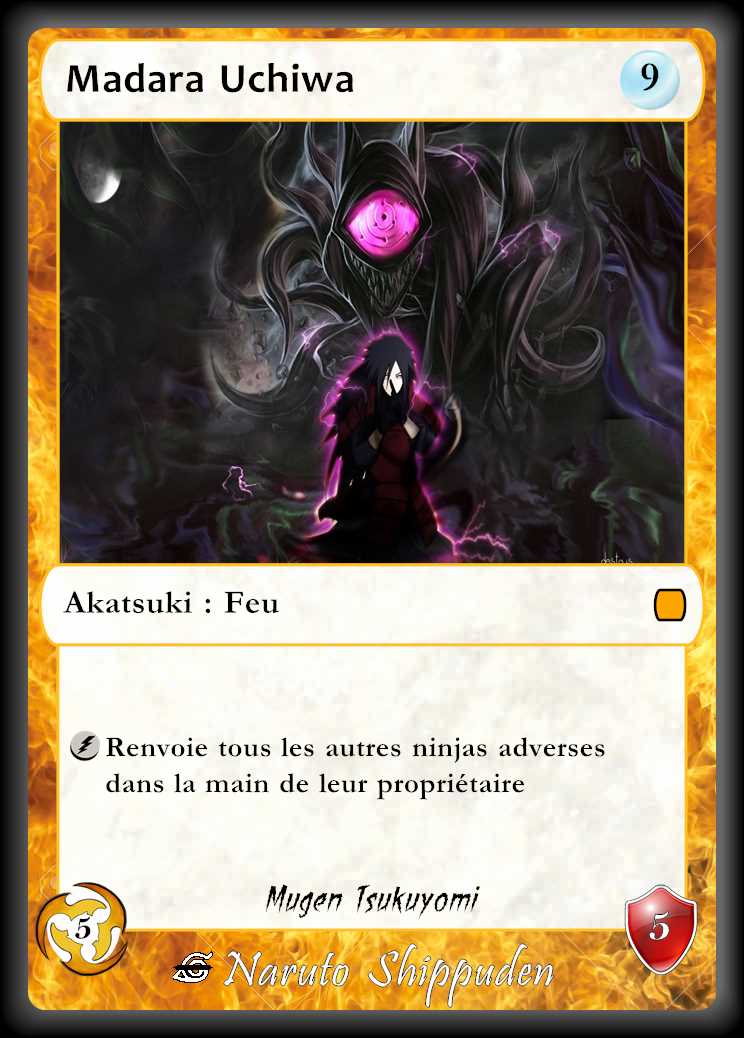 Madara Uchiwa
9
Akatsuki : Feu
Renvoie tous les autres ninjas adverses
dans la main de leur propriétaire
Mugen Tsukuyomi
5
5
Naruto Shippuden